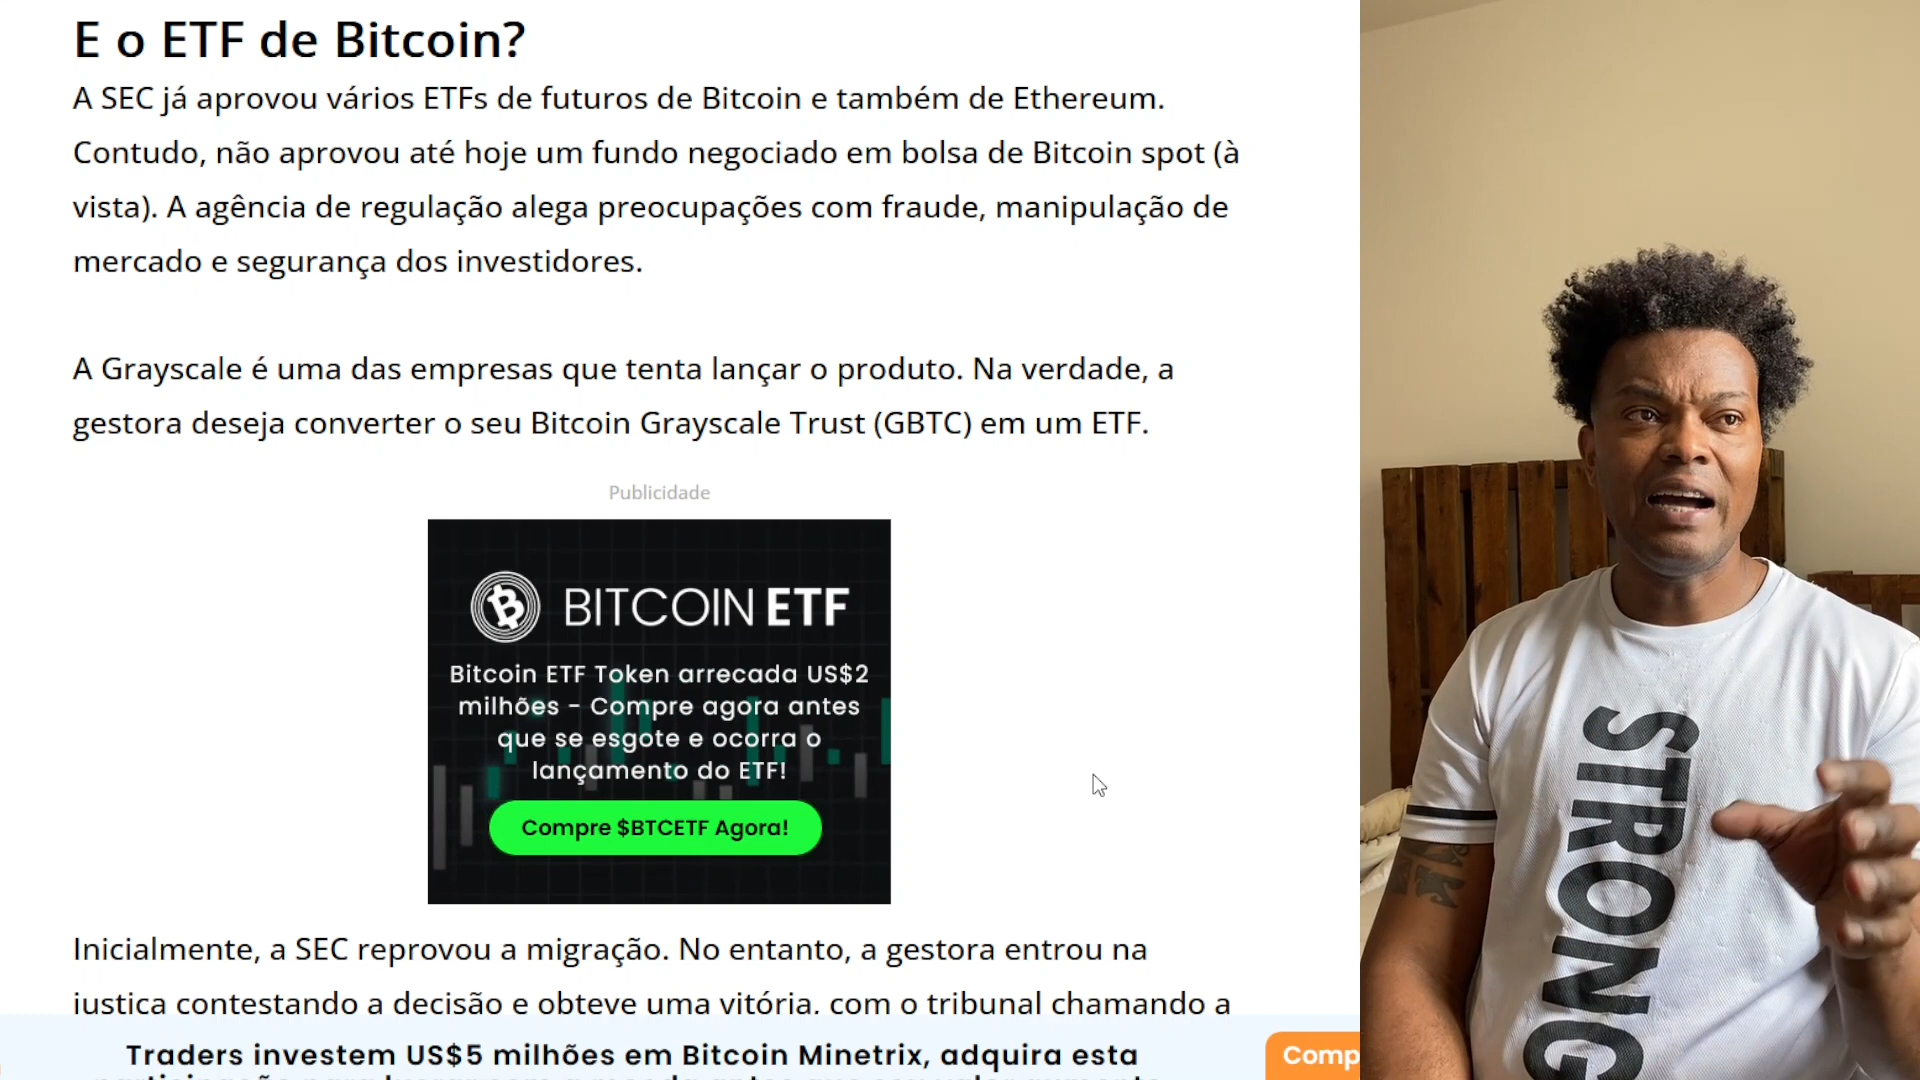 E o ETF de Bitcoin?
A SEC já aprovou vários ETFs de futuros de Bitcoin e também de Ethereum.
Contudo, não aprovou até hoje um fundo negociado em bolsa de Bitcoin spot (à
vista). A agência de regulação alega preocupações com fraude, manipulação de
mercado e segurança dos investidores.
A Grayscale é uma das empresas que tenta lançar o produto. Na verdade, a
gestora deseja converter o seu Bitcoin Grayscale Trust (GBTC) em um ETF.
Publicidade
BITCOIN ETF
Bitcoin ETF Token arrecada US$2
milhões - Compre agora antes
que se esgote e ocorra o
lançamento do ETF!
Compre $BTCETF Agora!
Inicialmente, a SEC reprovou a migração. No entanto, a gestora entrou na
justiça contestando a decisão e obteve uma vitória, com o tribunal chamando a
Traders investem US$5 milhões em Bitcoin Minetrix, adquira esta
Comp
STRONG